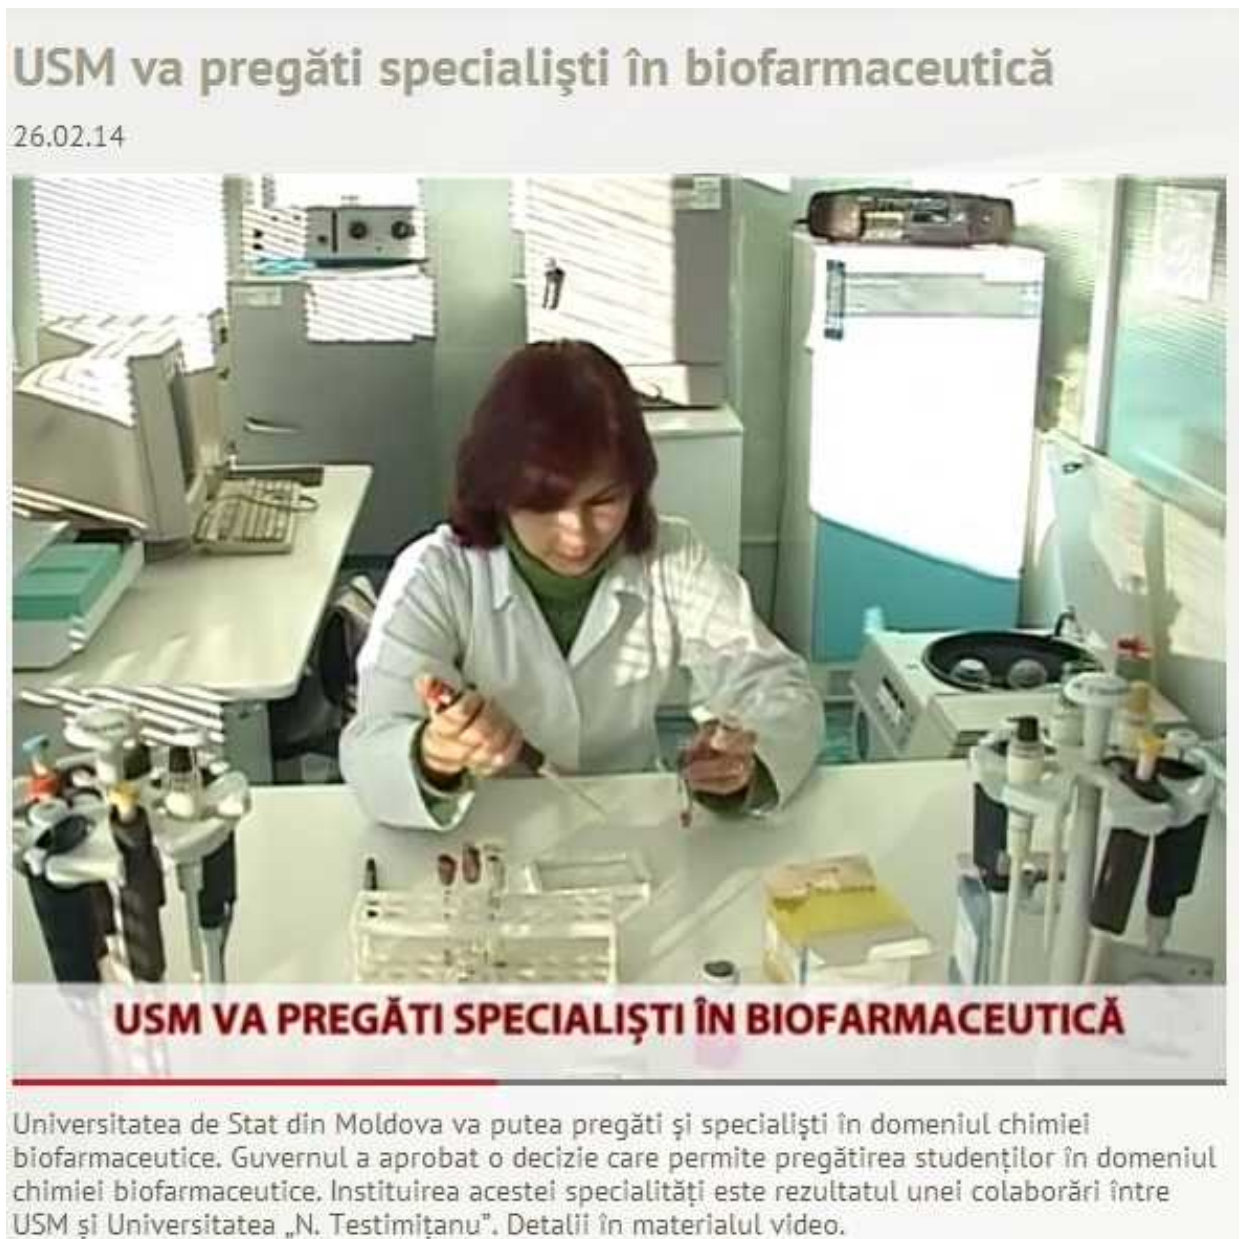 USM va pregăti specialişti în biofarmaceutică
26.02.14
USM VA PREGĂTI SPECIALIŞTI ÎN BIOFARMACEUTICĂ
Universitatea de Stat din Moldova va putea pregăti şi specialişti în domeniul chimiei
biofarmaceutice. Guvernul a aprobat o decizie care permite pregătirea studenţilor în domeniul
chimiei biofarmaceutice. Instituirea acestei specialităţi este rezultatul unei colaborări între
USM şi Universitatea „N. Testimiţanu”. Detalii în materialul video.